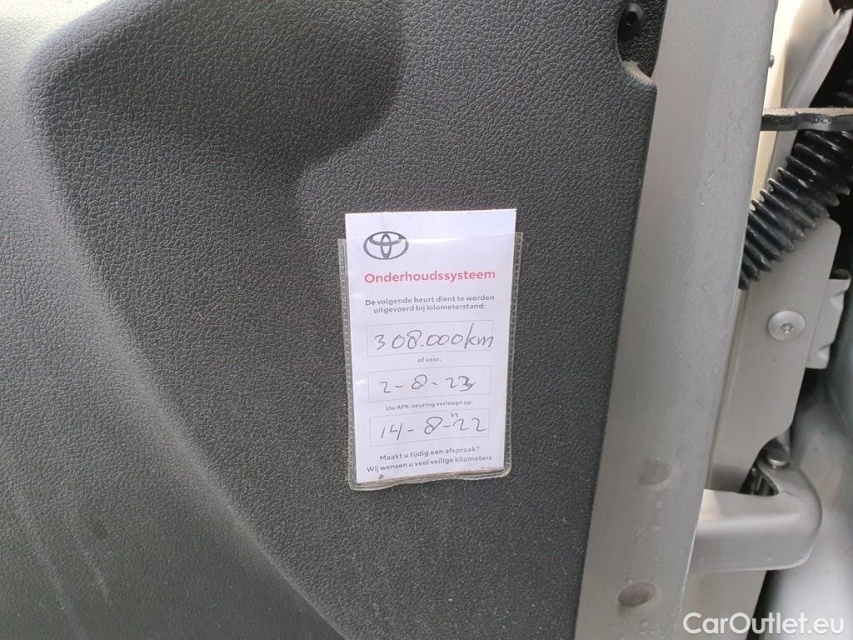 Onderhoudssysteem
De volgende beurt dient te worden
uitgevoerd bij kilometerstand:
308.000km
of voor:
2-8-23
Uw APK-keuring verloopt op:
14-8-22
Maakt u tijdig een afspraak?
Wij wensen u veel veilige kilometers
CarOutlet.eu